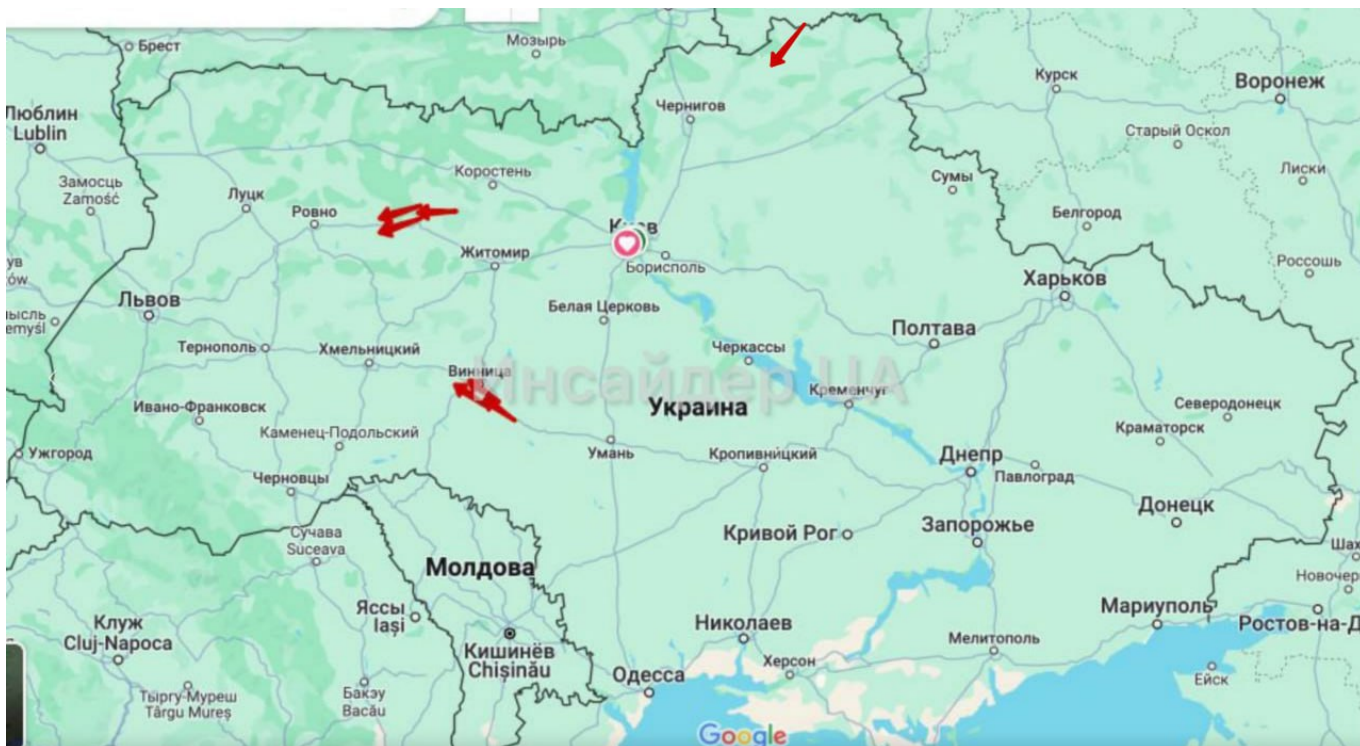 Брест
Мозырь
Курск
Воронеж
Люблин
Lublin
Чернигов
Старый Оскол
Коростень
Сумы
Лиски
Замосць
Zamość
Луцк
Ровно
Белгород
Киев
Житомир
Борисполь
Россошь
Харьков
Львов
Белая Церковь
Полтава
Тернополь
Хмельницкий
Черкассы
Винница
Инсайдер UA
Кременчуг
Украина
Ивано-Франковск
Северодонецк
Каменец-Подольский
Краматорск
Ужгород
Умань
Кропивницкий
Днепр
Павлоград
Черновцы
Донецк
Сучава
Suceava
Кривой Рог
Запорожье
Молдова
Яссы
Iași
Клуж
Cluj-Napoca
Николаев
Мариуполь
Ростов-на-Д
Кишинёв
Chișinău
Мелитополь
Херсон
Одесса
Ейск
Тыргу-Муреш
Târgu Mureș
Бакэу
Bacău
Google